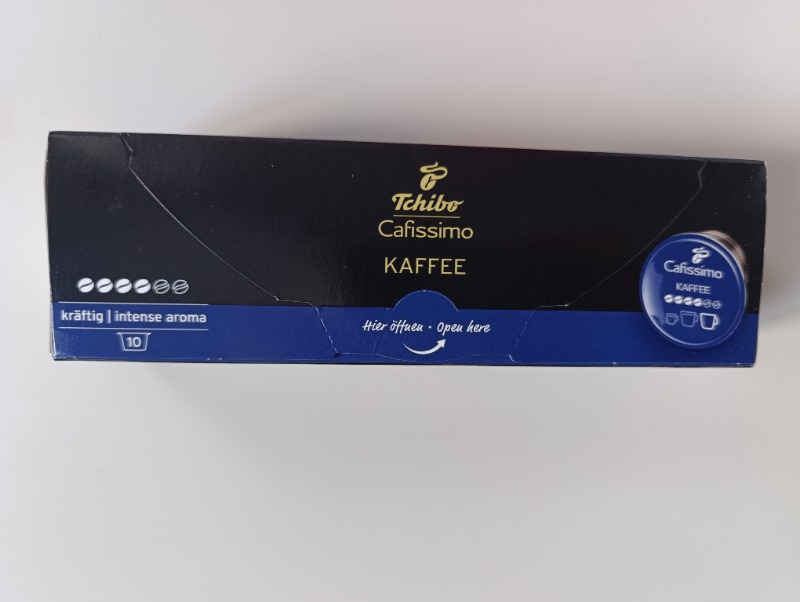 Tchibo
Cafissimo
KAFFEE
kräftig | intense aroma
10
Hier öffnen · Open here
Cafissimo
KAFFEE